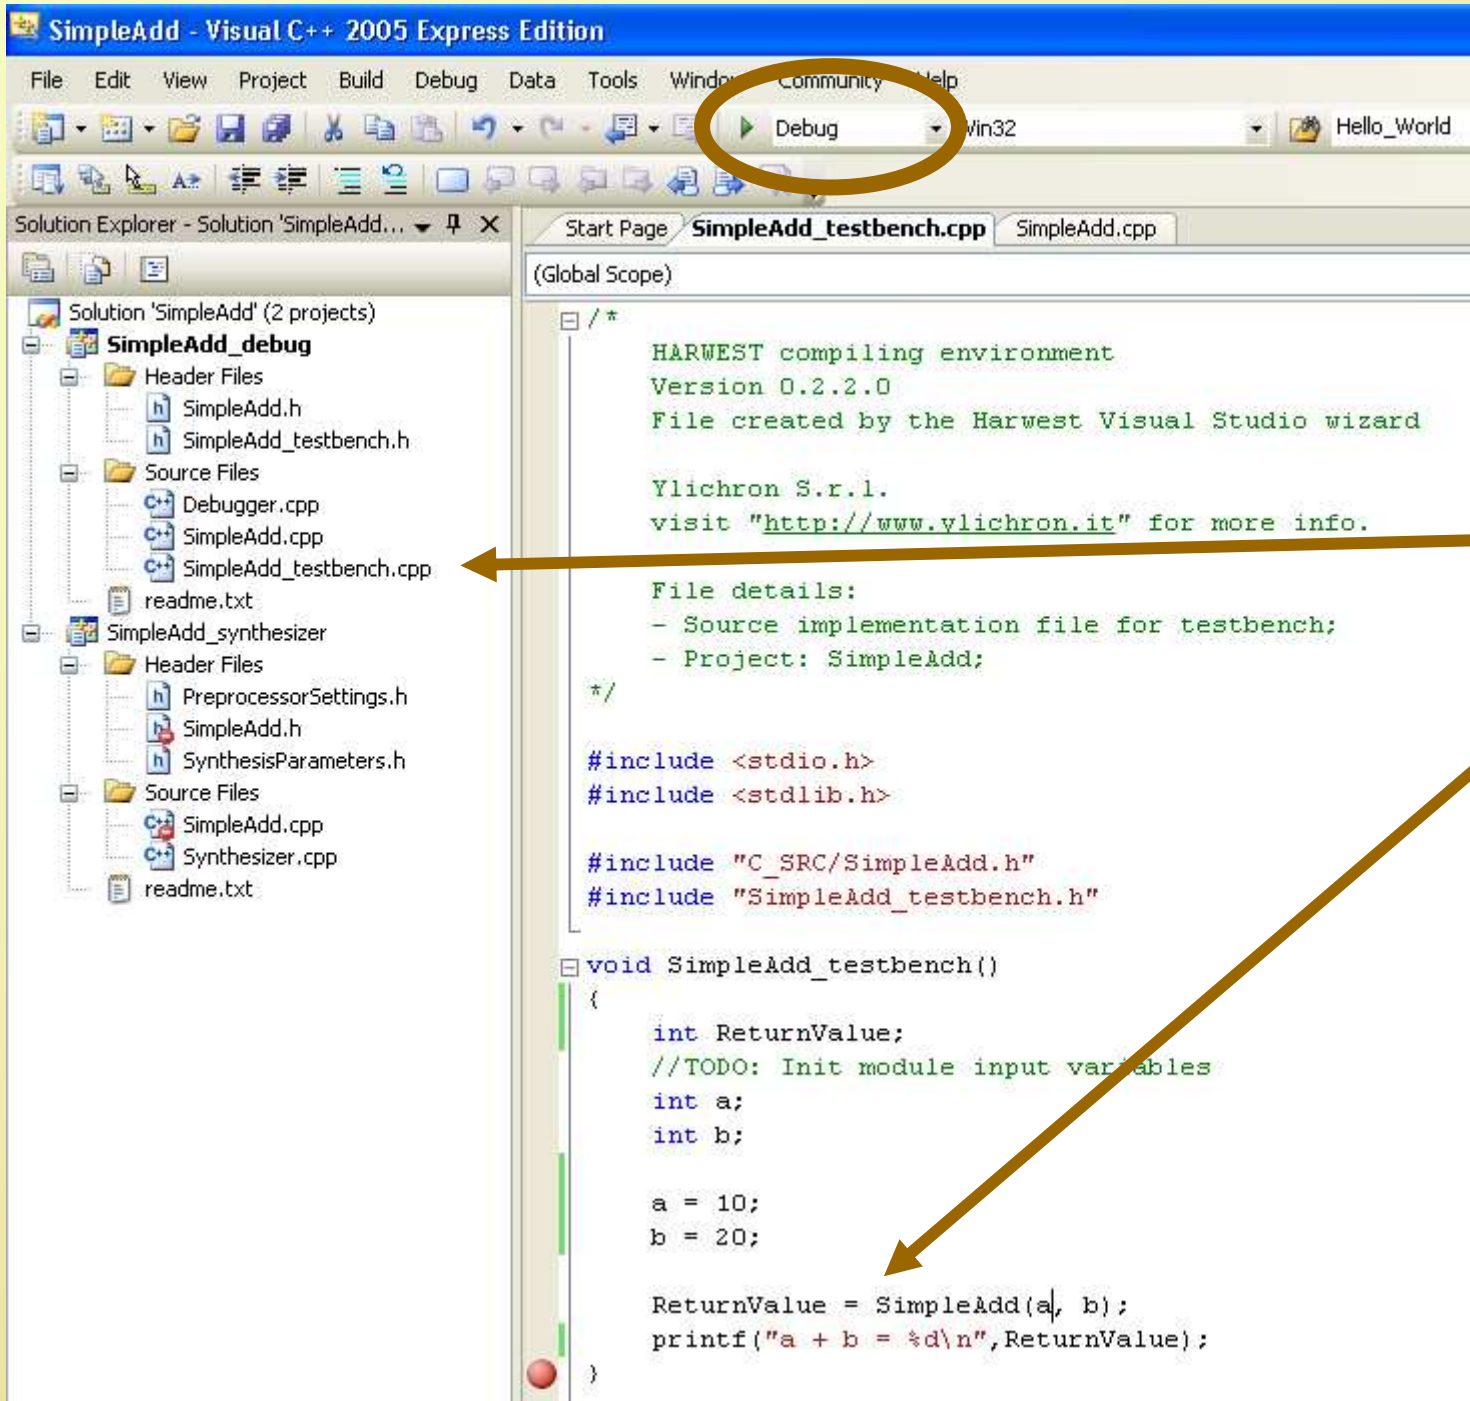 SimpleAdd - Visual C++ 2005 Express Edition
File Edit View Project Build Debug Data Tools Window Community Help
Debug Win32 Hello_World
Solution Explorer - Solution 'SimpleAdd...
Start Page SimpleAdd_testbench.cpp SimpleAdd.cpp
(Global Scope)
Solution 'SimpleAdd' (2 projects)
SimpleAdd_debug
Header Files
SimpleAdd.h
SimpleAdd_testbench.h
Source Files
Debugger.cpp
SimpleAdd.cpp
SimpleAdd_testbench.cpp
readme.txt
SimpleAdd_synthesizer
Header Files
PreprocessorSettings.h
SimpleAdd.h
SynthesisParameters.h
Source Files
SimpleAdd.cpp
Synthesizer.cpp
readme.txt
/*
HARWEST compiling environment
Version 0.2.2.0
File created by the Harwest Visual Studio wizard
Ylichron S.r.l.
visit "http://www.ylichron.it" for more info.
File details:
- Source implementation file for testbench;
- Project: SimpleAdd;
*/
#include <stdio.h>
#include <stdlib.h>
#include "C_SRC/SimpleAdd.h"
#include "SimpleAdd_testbench.h"
void SimpleAdd_testbench()
{
int ReturnValue;
//TODO: Init module input variables
int a;
int b;
a = 10;
b = 20;
ReturnValue = SimpleAdd(a, b);
printf("a + b = %d\n",ReturnValue);
}